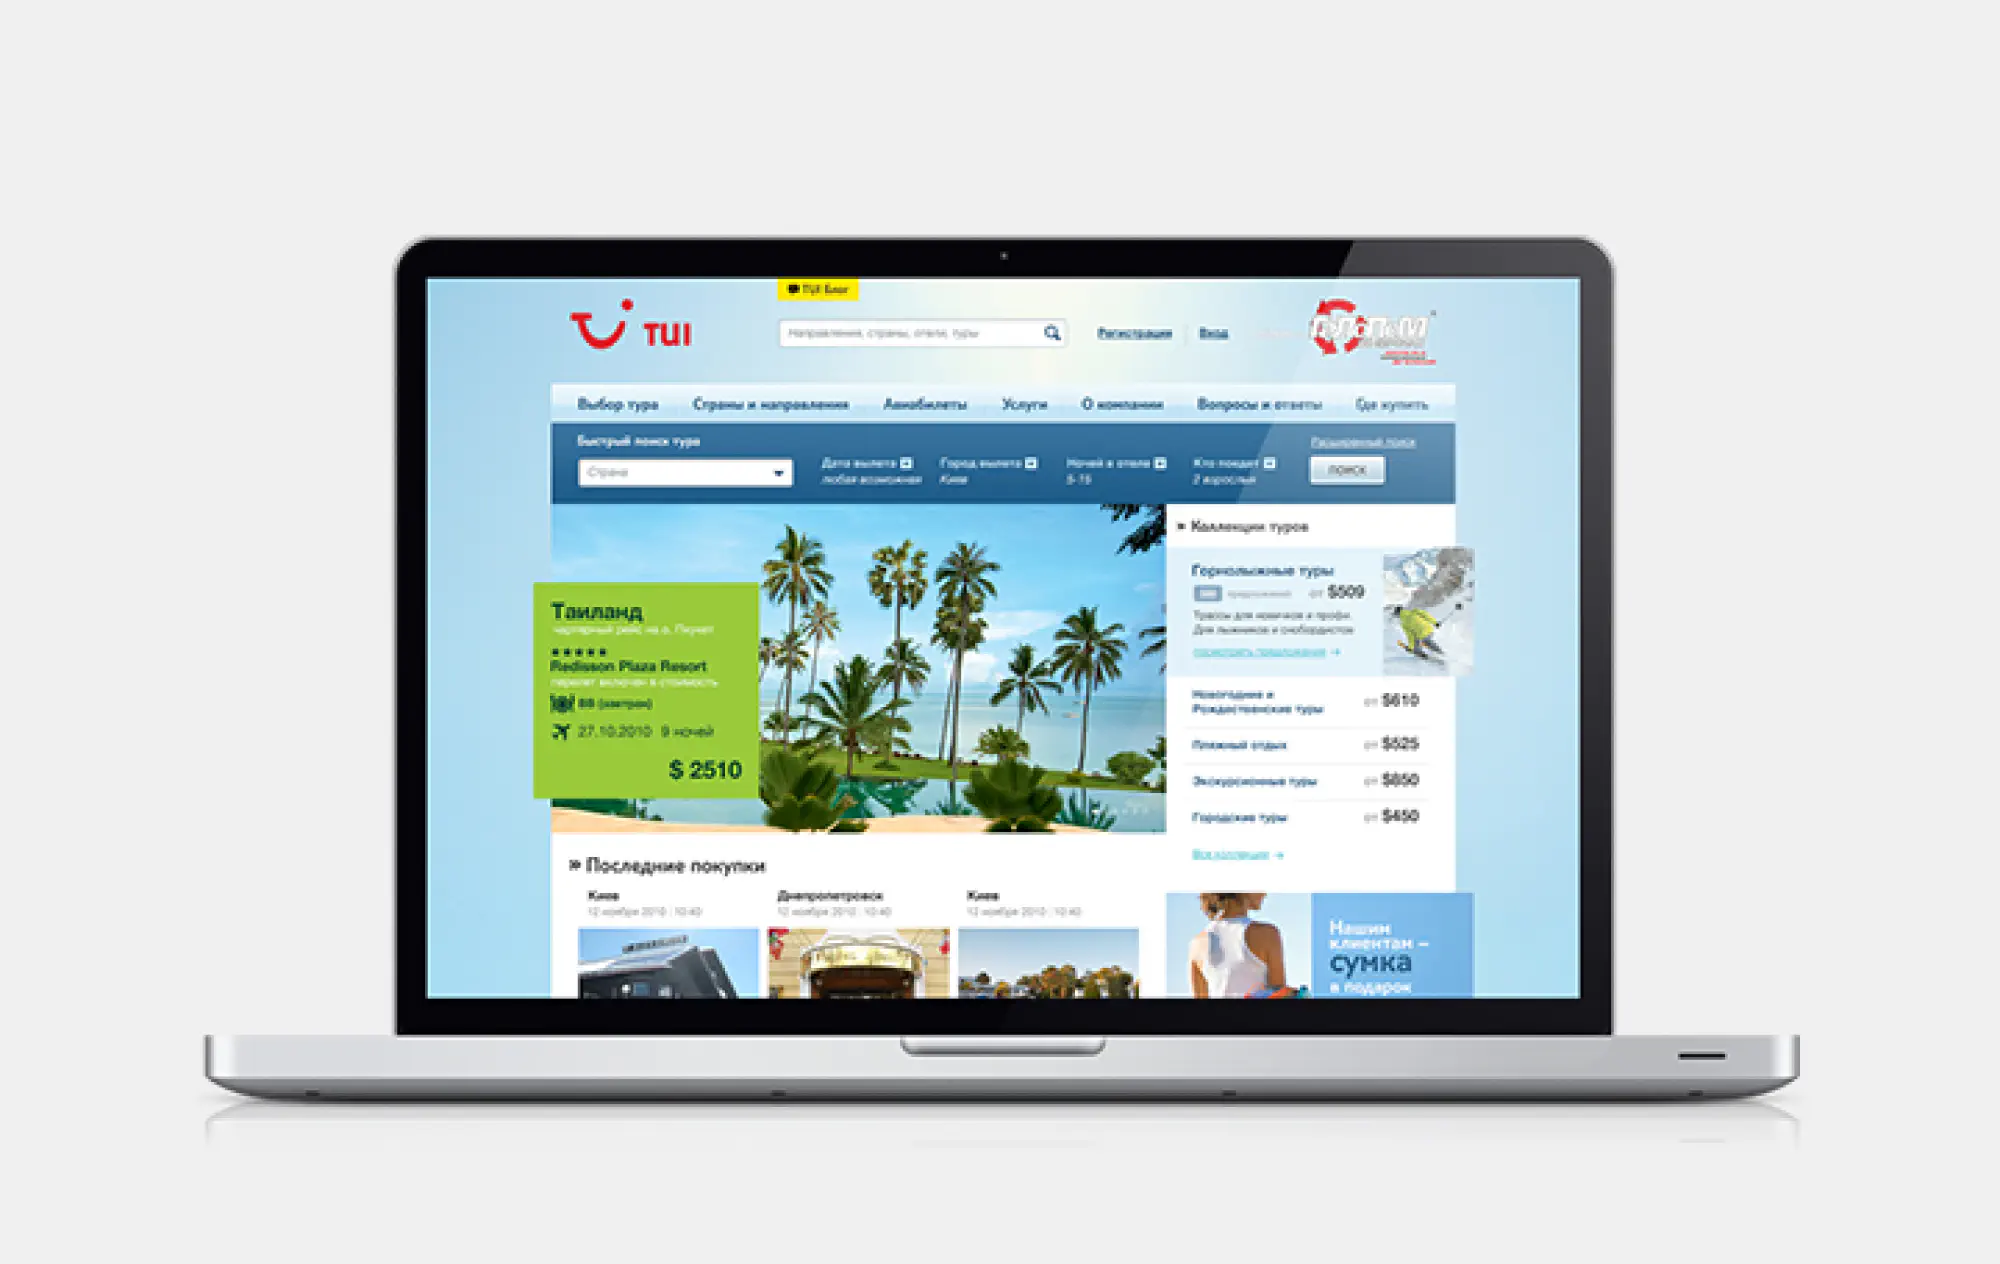 TUI Блог
TUI
Направления, страны, отели, туры
Регистрация
Вход
Выбор тура
Страны и направления
Авиабилеты
Услуги
О компании
Вопросы и ответы
Где купить
Быстрый поиск тура
Расширенный поиск
Страна
Дата вылета
любая возможная
Город вылета
Киев
Ночей в отеле
5-15
Кто поедет
2 взрослых
ПОИСК
Таиланд
чартерный рейс на о. Пхукет
★★★★★
Redisson Plaza Resort
перелет включен в стоимость
BB (завтрак)
27.10.2010 9 ночей
$ 2510
» Коллекции туров
Горнолыжные туры
предложений от $509
Трассы для новичков и профи.
Для лыжников и сноубордистов
посмотреть предложения →
Новогодние и
Рождественские туры
от $610
Пляжный отдых от $525
Экскурсионные туры от $850
Городские туры от $450
Все коллекции →
» Последние покупки
Киев
12 ноября 2010 | 10:40
Днепропетровск
12 ноября 2010 | 10:40
Киев
12 ноября 2010 | 10:40
Нашим
клиентам –
сумка
в подарок